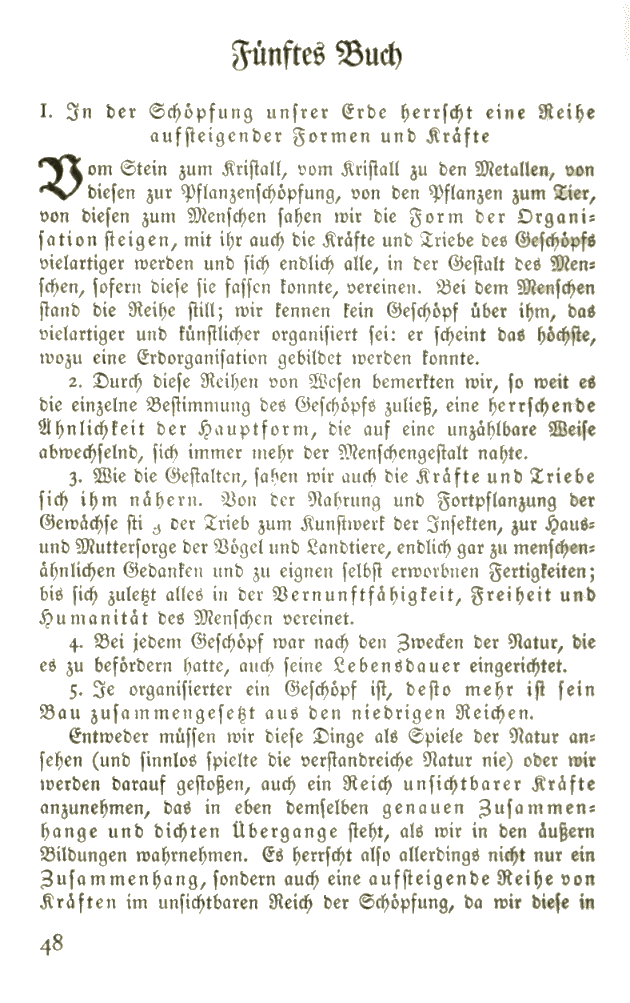 Fünftes Buch
I. In der Schöpfung unsrer Erde herrscht eine Reihe
aufsteigender Formen und Kräfte
Vom Stein zum Kristall, vom Kristall zu den Metallen, von
diesen zur Pflanzenschöpfung, von den Pflanzen zum Tier,
von diesen zum Menschen sahen wir die Form der Organi-
sation steigen, mit ihr auch die Kräfte und Triebe des Geschöpfs
vielartiger werden und sich endlich alle, in der Gestalt des Men-
schen, sofern diese sie fassen konnte, vereinen. Bei dem Menschen
stand die Reihe still; wir kennen kein Geschöpf über ihm, das
vielartiger und künstlicher organisiert sei: er scheint das höchste,
wozu eine Erdorganisation gebildet werden konnte.
2. Durch diese Reihen von Wesen bemerkten wir, so weit es
die einzelne Bestimmung des Geschöpfs zuließ, eine herrschende
Ähnlichkeit der Hauptform, die auf eine unzählbare Weise
abwechselnd, sich immer mehr der Menschengestalt nahte.
3. Wie die Gestalten, sahen wir auch die Kräfte und Triebe
sich ihm nähern. Von der Nahrung und Fortpflanzung der
Gewächse sti g der Trieb zum Kunstwerk der Insekten, zur Haus-
und Muttersorge der Vögel und Landtiere, endlich gar zu menschen-
ähnlichen Gedanken und zu eignen selbst erworbnen Fertigkeiten;
bis sich zuletzt alles in der Vernunftfähigkeit, Freiheit und
Humanität des Menschen vereinet.
4. Bei jedem Geschöpf war nach den Zwecken der Natur, die
es zu befördern hatte, auch seine Lebensdauer eingerichtet.
5. Je organisierter ein Geschöpf ist, desto mehr ist sein
Bau zusammengesetzt aus den niedrigen Reichen.
Entweder müssen wir diese Dinge als Spiele der Natur an-
sehen (und sinnlos spielte die verstandreiche Natur nie) oder wir
werden darauf gestoßen, auch ein Reich unsichtbarer Kräfte
anzunehmen, das in eben demselben genauen Zusammen-
hange und dichten Übergange steht, als wir in den äußern
Bildungen wahrnehmen. Es herrscht also allerdings nicht nur ein
Zusammenhang, sondern auch eine aufsteigende Reihe von
Kräften im unsichtbaren Reich der Schöpfung, da wir diese in
48